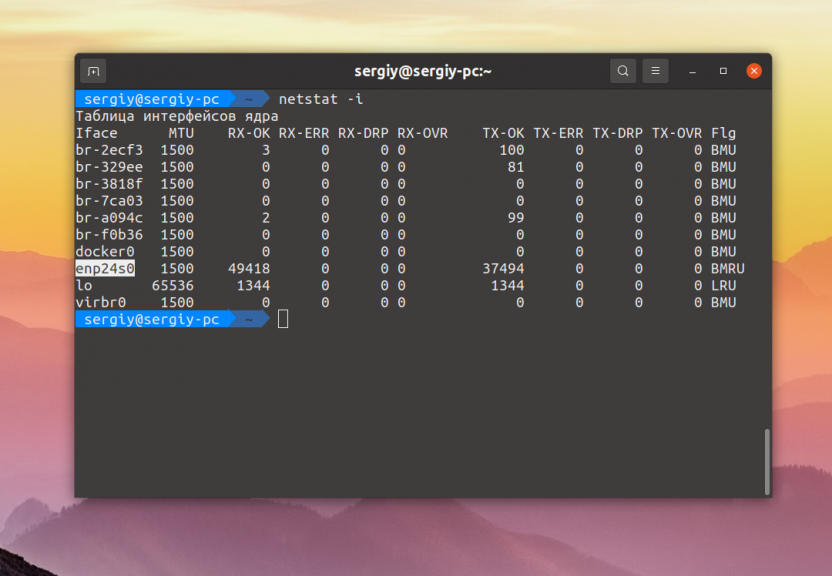 sergiy@sergiy-pc:~
sergiy@sergiy-pc ~ netstat -i
Таблица интерфейсов ядра
Iface MTU RX-OK RX-ERR RX-DRP RX-OVR TX-OK TX-ERR TX-DRP TX-OVR Flg
br-2ecf3 1500 3 0 0 0 100 0 0 0 BMU
br-329ee 1500 0 0 0 0 81 0 0 0 BMU
br-3818f 1500 0 0 0 0 0 0 0 0 BMU
br-7ca03 1500 0 0 0 0 0 0 0 0 BMU
br-a094c 1500 2 0 0 0 99 0 0 0 BMU
br-f0b36 1500 0 0 0 0 0 0 0 0 BMU
docker0 1500 0 0 0 0 0 0 0 0 BMU
enp24s0 1500 49418 0 0 0 37494 0 0 0 BMRU
lo 65536 1344 0 0 0 1344 0 0 0 LRU
virbr0 1500 0 0 0 0 0 0 0 0 BMU
sergiy@sergiy-pc ~